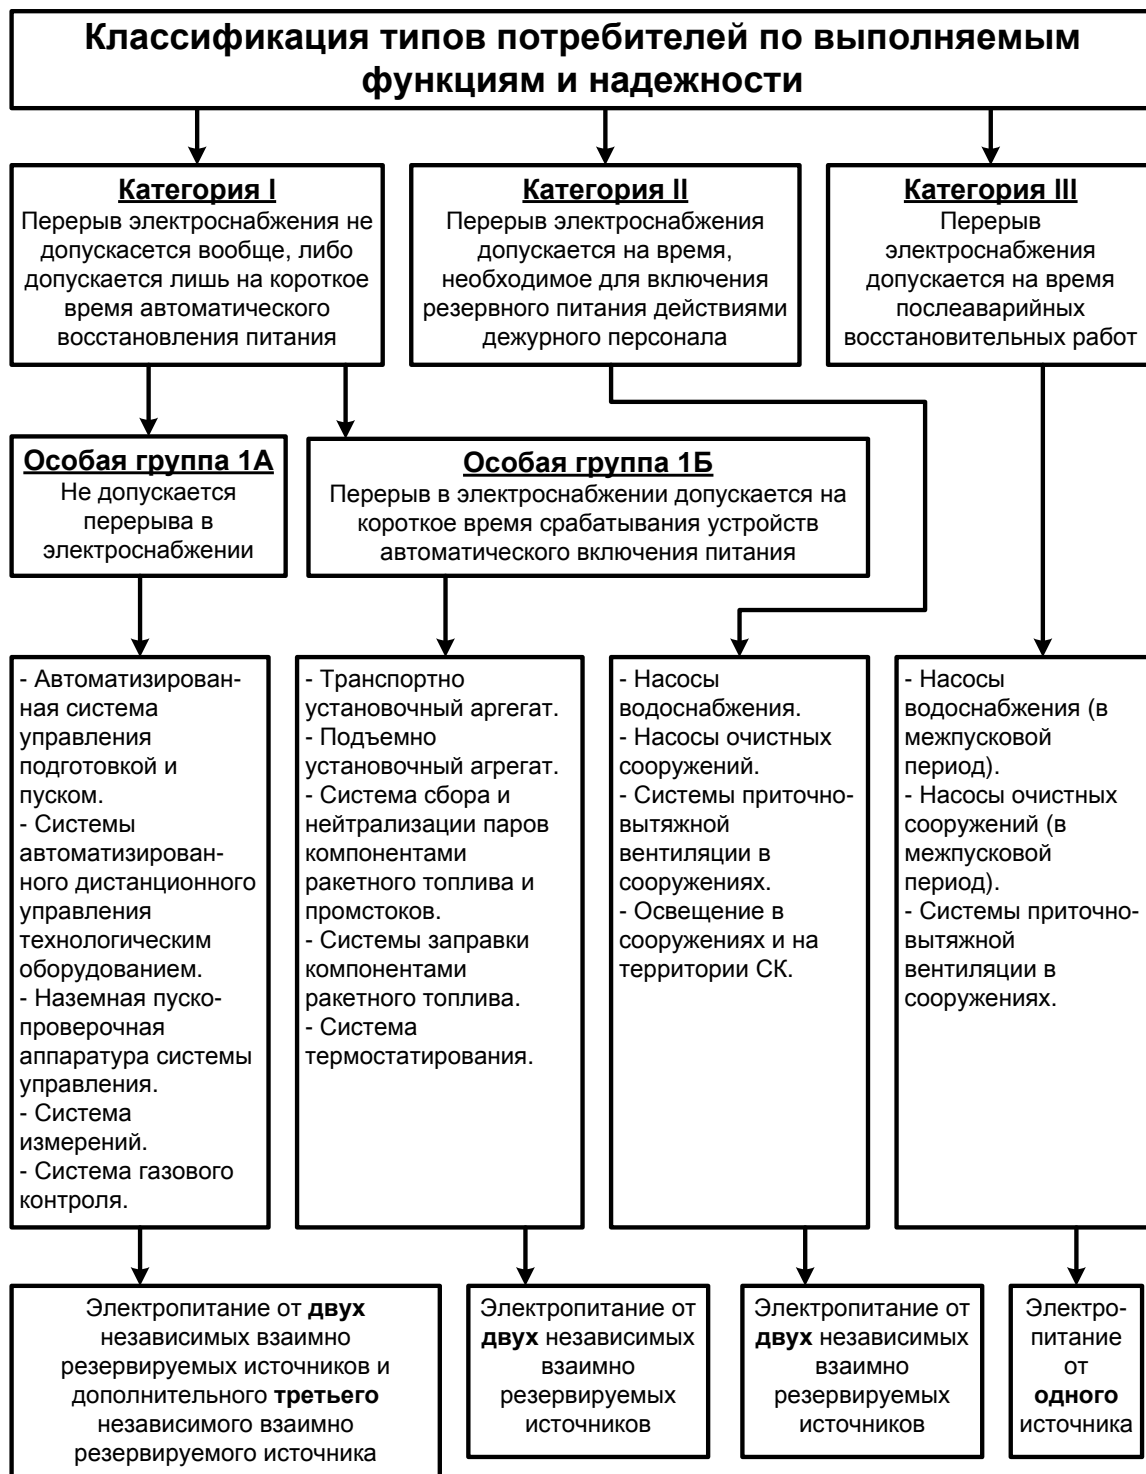 Классификация типов потребителей по выполняемым
функциям и надежности
Категория I
Перерыв электроснабжения не
допускасется вообще, либо
допускается лишь на короткое
время автоматического
восстановления питания
Категория II
Перерыв электроснабжения
допускается на время,
необходимое для включения
резервного питания действиями
дежурного персонала
Категория III
Перерыв
электроснабжения
допускается на время
послеаварийных
восстановительных работ
Особая группа 1А
Не допускается
перерыва в
электроснабжении
Особая группа 1Б
Перерыв в электроснабжении допускается на
короткое время срабатывания устройств
автоматического включения питания
- Автоматизирован-
ная система
управления
подготовкой и
пуском.
- Системы
автоматизирован-
ного дистанционного
управления
технологическим
оборудованием.
- Наземная пуско-
проверочная
аппаратура системы
управления.
- Система
измерений.
- Система газового
контроля.
- Транспортно
установочный аргегат.
- Подъемно
установочный агрегат.
- Система сбора и
нейтрализации паров
компонентами
ракетного топлива и
промстоков.
- Системы заправки
компонентами
ракетного топлива.
- Система
термостатирования.
- Насосы
водоснабжения.
- Насосы очистных
сооружений.
- Системы приточно-
вытяжной
вентиляции в
сооружениях.
- Освещение в
сооружениях и на
территории СК.
- Насосы
водоснабжения (в
межпусковой
период).
- Насосы очистных
сооружений (в
межпусковой
период).
- Системы приточно-
вытяжной
вентиляции в
сооружениях.
Электропитание от двух
независимых взаимно
резервируемых источников и
дополнительного третьего
независимого взаимно
резервируемого источника
Электропитание от
двух независимых
взаимно
резервируемых
источников
Электропитание от
двух независимых
взаимно
резервируемых
источников
Электро-
питание
от
одного
источника